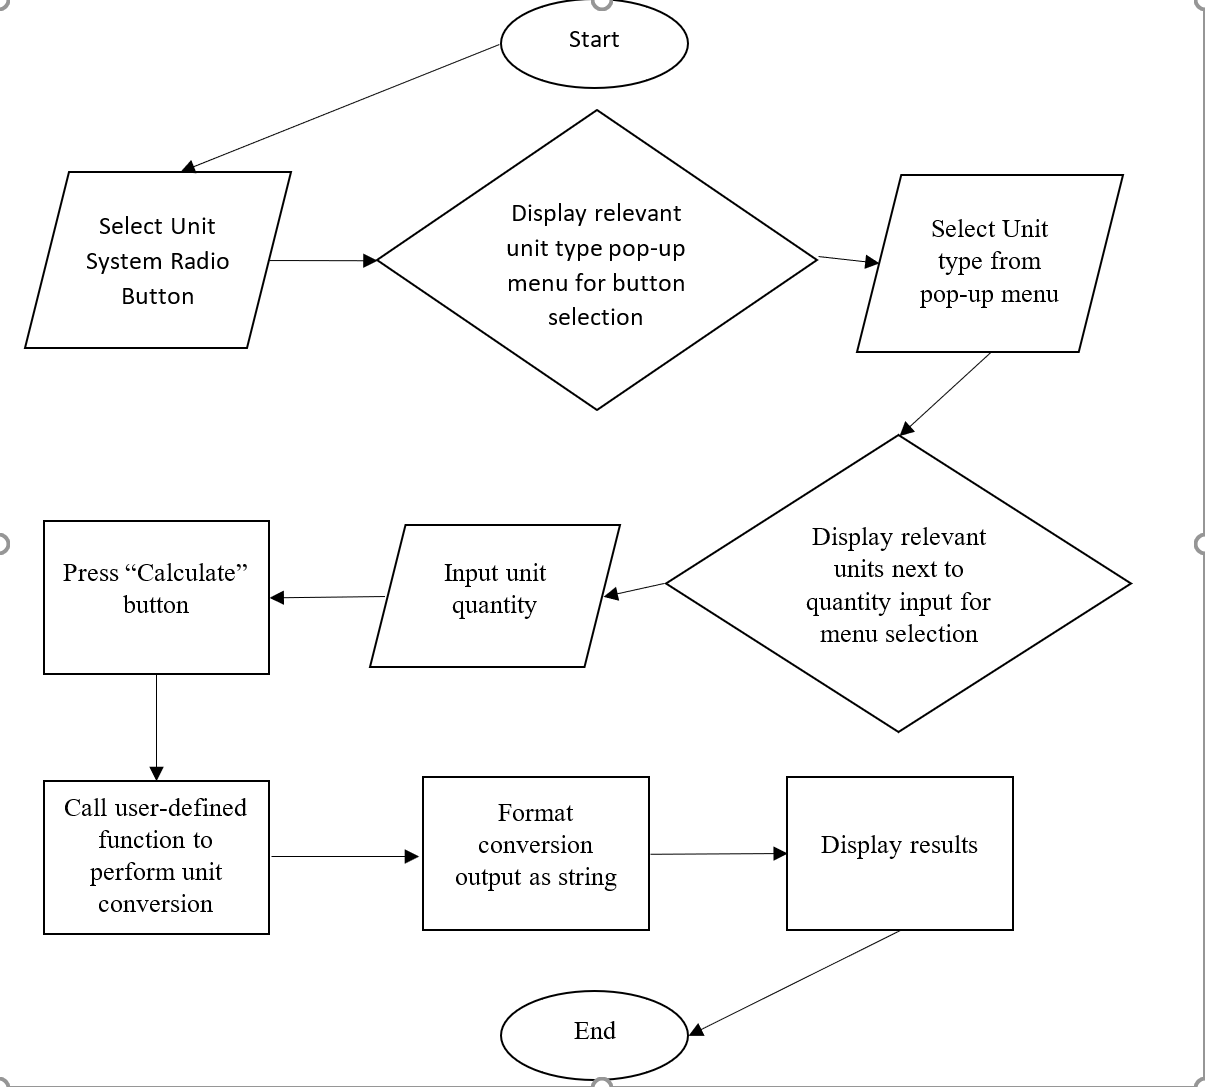 Start
Select Unit
System Radio
Button
Display relevant
unit type pop-up
menu for button
selection
Select Unit
type from
pop-up menu
Display relevant
units next to
quantity input for
menu selection
Input unit
quantity
Press “Calculate”
button
Call user-defined
function to
perform unit
conversion
Format
conversion
output as string
Display results
End